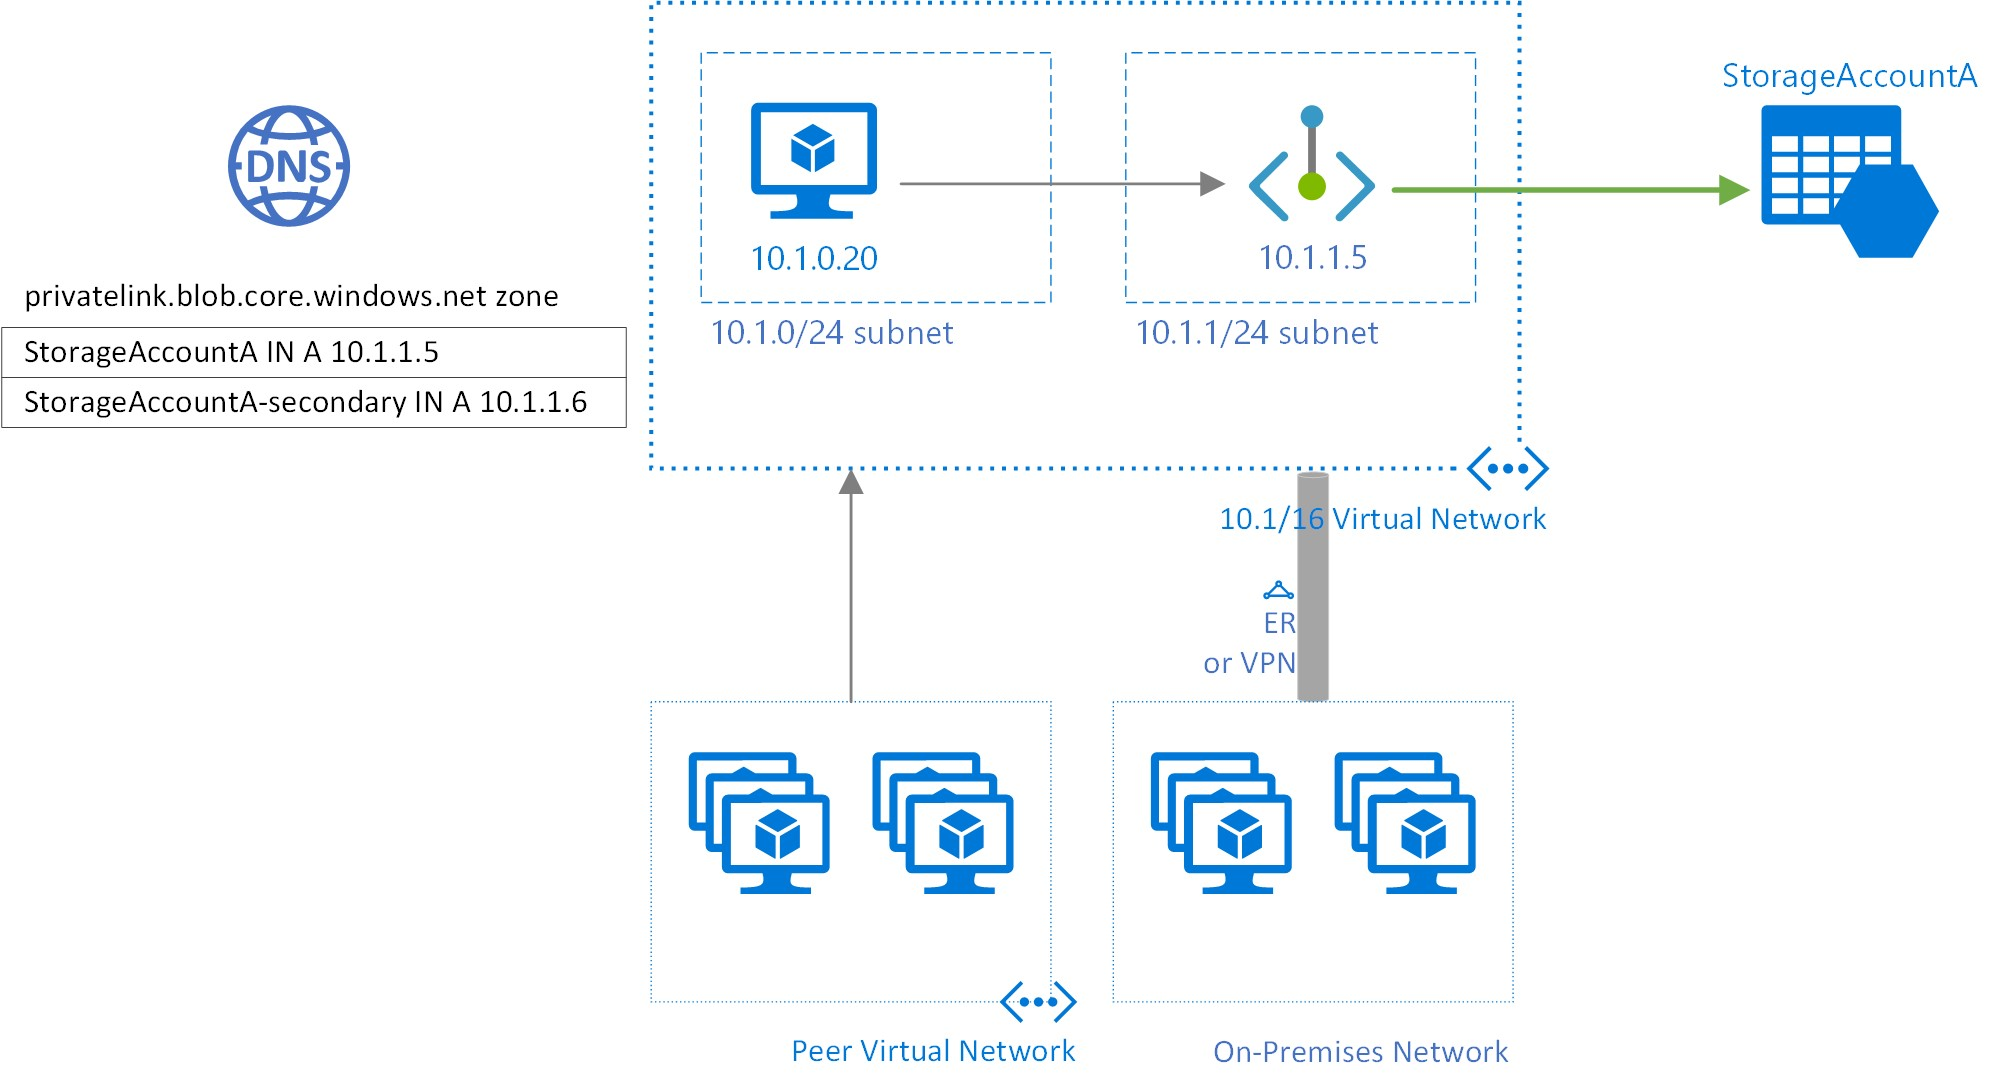 DNS
privatelink.blob.core.windows.net zone
StorageAccountA IN A 10.1.1.5
StorageAccountA-secondary IN A 10.1.1.6
10.1.0.20
10.1.0/24 subnet
10.1.1.5
10.1.1/24 subnet
StorageAccountA
10.1/16 Virtual Network
ER
or VPN
Peer Virtual Network
On-Premises Network